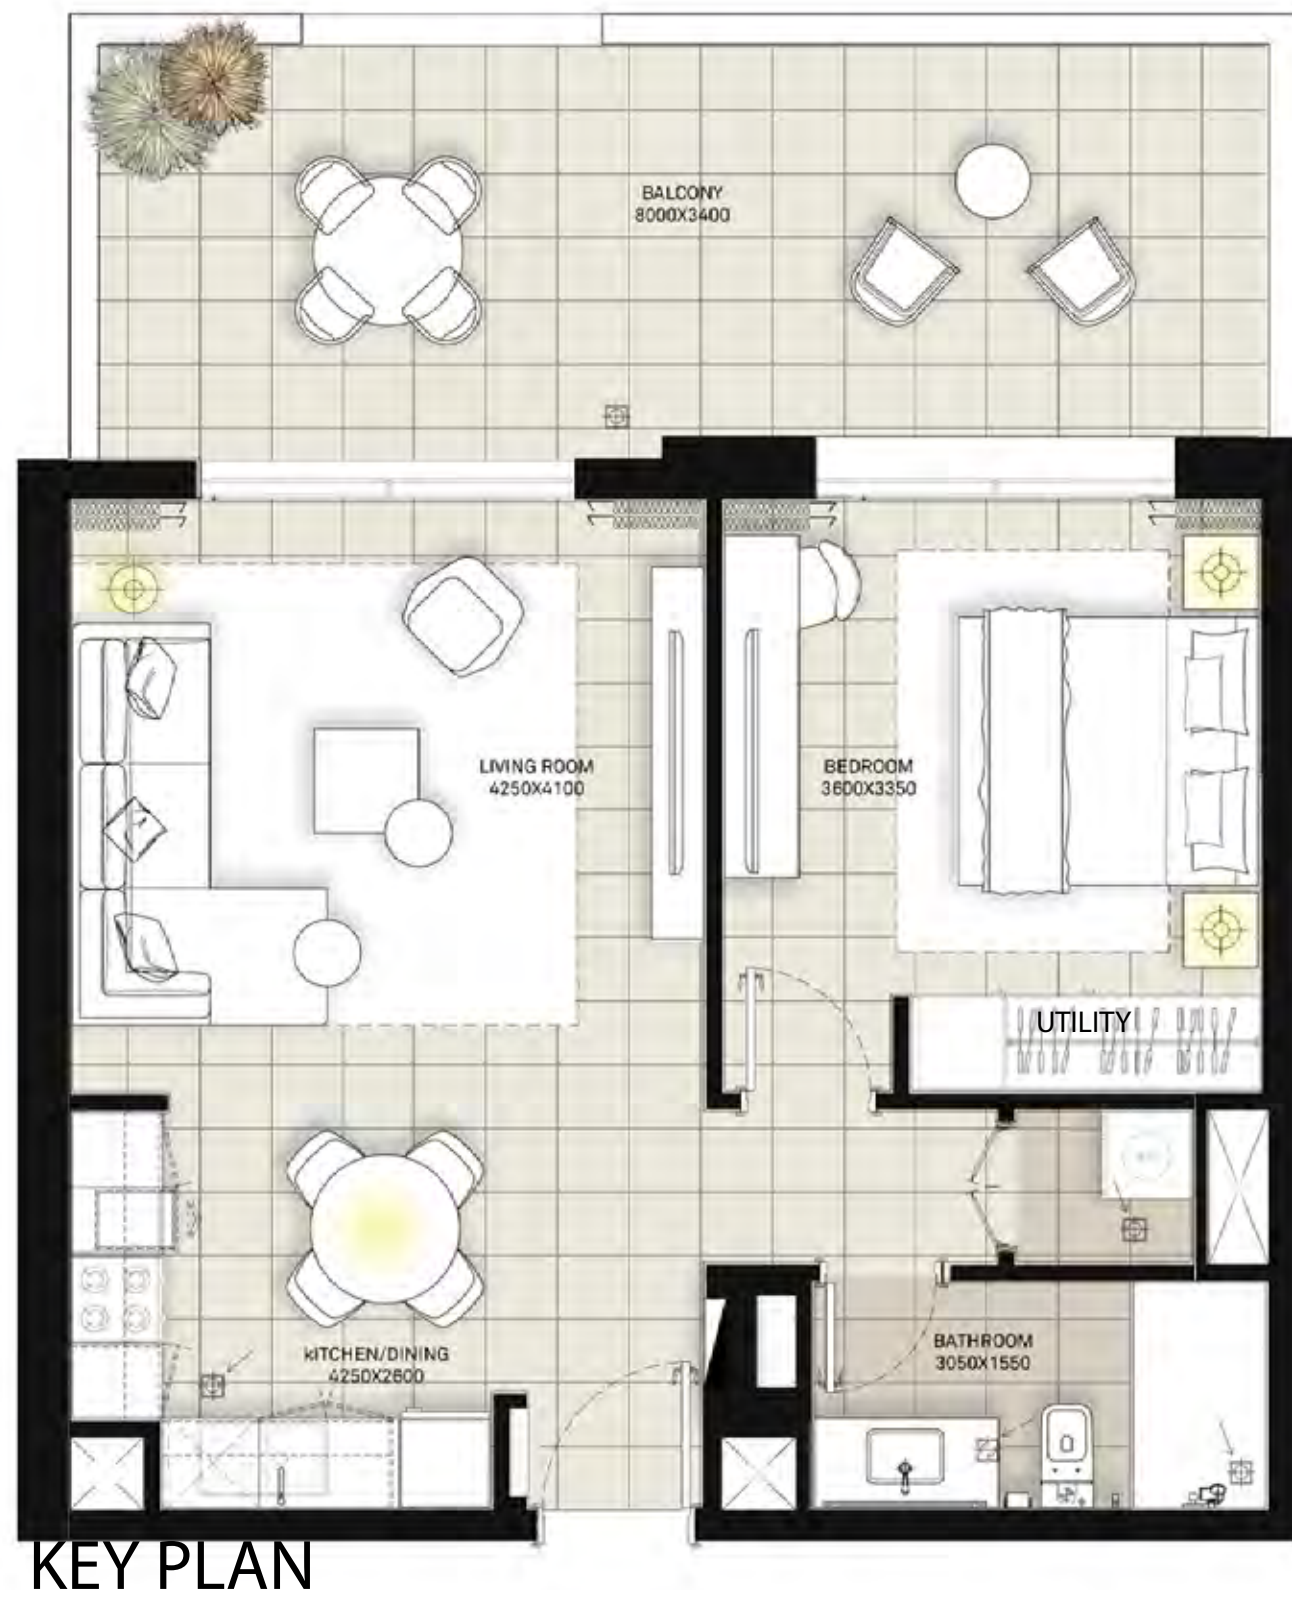 BALCONY
8000X3400
LIVING ROOM
4250X4100
BEDROOM
3600X3350
UTILITY
kITCHEN/DINING
4250X2600
BATHROOM
3050X1550
KEY PLAN